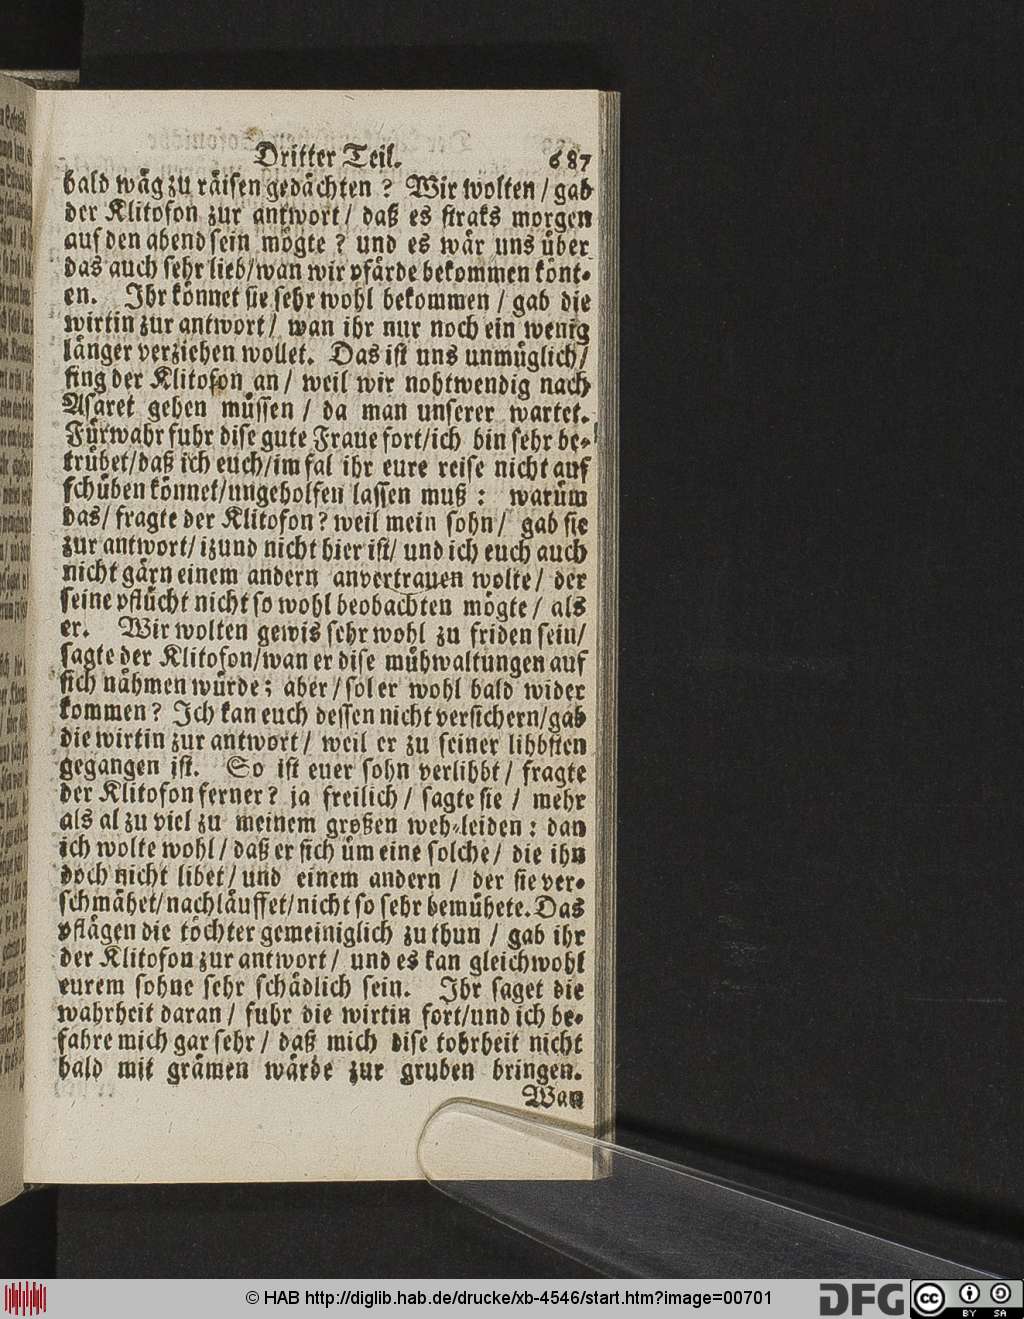 Dritter Teil. 687
bald wäg zu räisen gedächten ? Wir wolten / gab
der Klitofon zur antwort / daß es straks morgen
auf den abend sein mögte ? und es wär uns über
das auch sehr lieb/wan wir pfärde bekommen könt-
en. Ihr könnet sie sehr wohl bekommen / gab die
wirtin zur antwort / wan ihr nur noch ein wenig
länger verziehen wollet. Das ist uns unmüglich/
fing der Klitofon an / weil wir nohtwendig nach
Asaret gehen müssen / da man unserer wartet.
Fürwahr fuhr dise gute Fraue fort/ich bin sehr be-
trübet/daß ich euch/im fal ihr eure reise nicht auf
schüben könnet/ungeholfen lassen muß : warüm
das/ fragte der Klitofon? weil mein sohn/ gab sie
zur antwort/ izund nicht hier ist/ und ich euch auch
nicht gärn einem andern anvertrauen wolte/ der
seine pflücht nicht so wohl beobachten mögte/ als
er. Wir wolten gewis sehr wohl zu friden sein/
sagte der Klitofon/wan er dise mühwaltungen auf
sich nähmen würde; aber/ sol er wohl bald wider
kommen? Ich kan euch dessen nicht versichern/gab
die wirtin zur antwort/ weil er zu seiner libbsten
gegangen ist. So ist euer sohn verlibbt/ fragte
der Klitofon ferner? ja freilich/ sagte sie / mehr
als al zu viel zu meinem großen weh-leiden: dan
ich wolte wohl/ daß er sich üm eine solche/ die ihn
doch nicht libet/ und einem andern / der sie ver-
schmähet/nachläuffet/nicht so sehr bemühete. Das
pflägen die töchter gemeiniglich zu thun / gab ihr
der Klitofon zur antwort/ und es kan gleichwohl
eurem sohne sehr schädlich sein. Ihr saget die
wahrheit daran/ fuhr die wirtin fort/und ich be-
fahre mich gar sehr/ daß mich dise tohrheit nicht
bald mit grämen wärde zur gruben bringen.
Wan
© HAB http://diglib.hab.de/drucke/xb-4546/start.htm?image=00701
DFG
cc BY SA